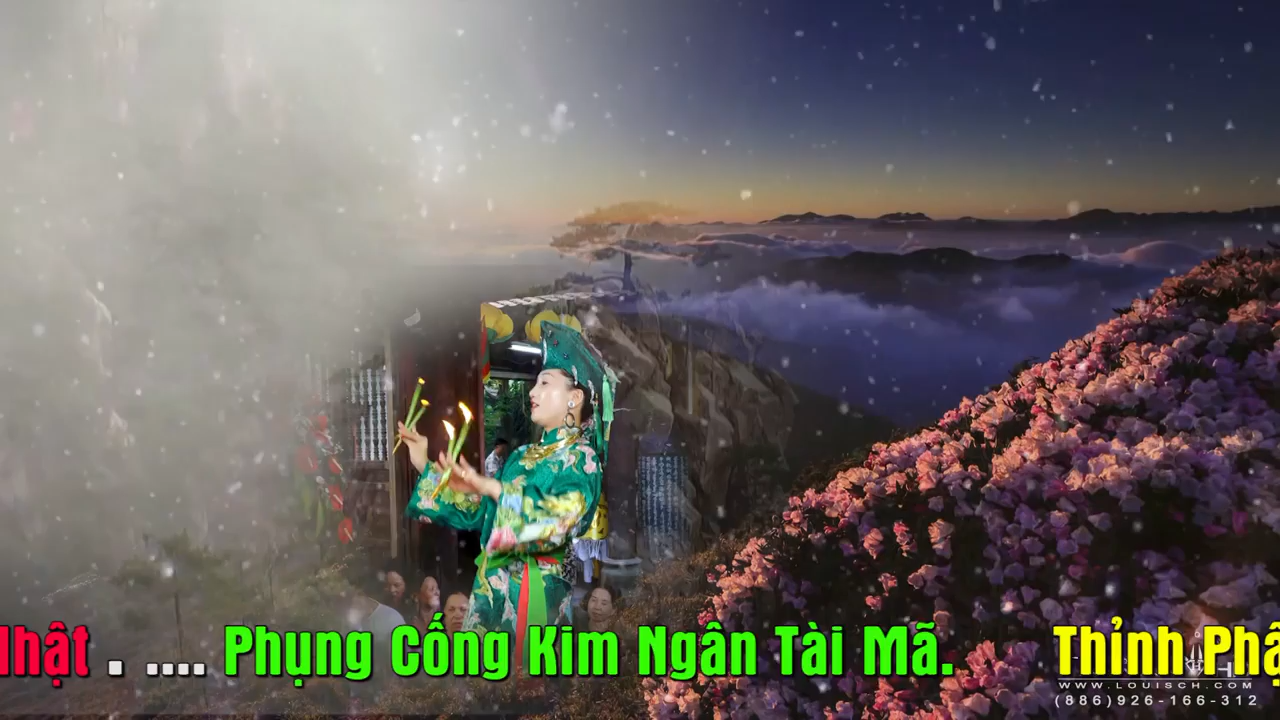 Nhật . .... Phụng Cống Kim Ngân Tài Mã. Thỉnh Phậ
WWW.LOUISCH.COM
(886)926-166-312